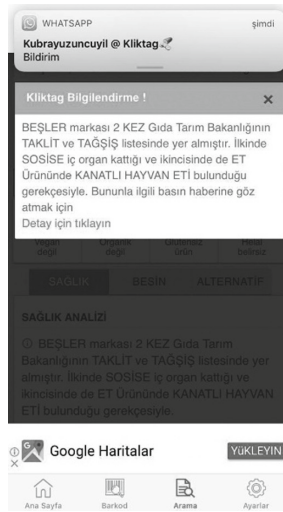 WHATSAPP
şimdi
Kubrayuzuncuyil @ Kliktag
Bildirim
Kliktag Bilgilendirme !
×
BEŞLER markası 2 KEZ Gıda Tarım Bakanlığının
TAKLİT ve TAĞŞİŞ listesinde yer almıştır. İlkinde
SOSİSE iç organ kattığı ve ikincisinde de ET
Ürününde KANATLI HAYVAN ETİ bulunduğu
gerekçesiyle. Bununla ilgili basın haberine göz
atmak için
Detay için tıklayın
Vegan Organik Glutensiz Helal
değil değil ürün belirsiz
SAĞLIK BESİN ALTERNATİF
SAĞLIK ANALİZİ
BEŞLER markası 2 KEZ Gıda Tarım
Bakanlığının TAKLİT ve TAĞŞİŞ listesinde yer
almıştır. İlkinde SOSİSE iç organ kattığı ve
ikincisinde de ET Ürününde KANATLI HAYVAN
ETİ bulunduğu gerekçesiyle.
Google Haritalar
YÜKLEYİN
Ana Sayfa Barkod Arama Ayarlar